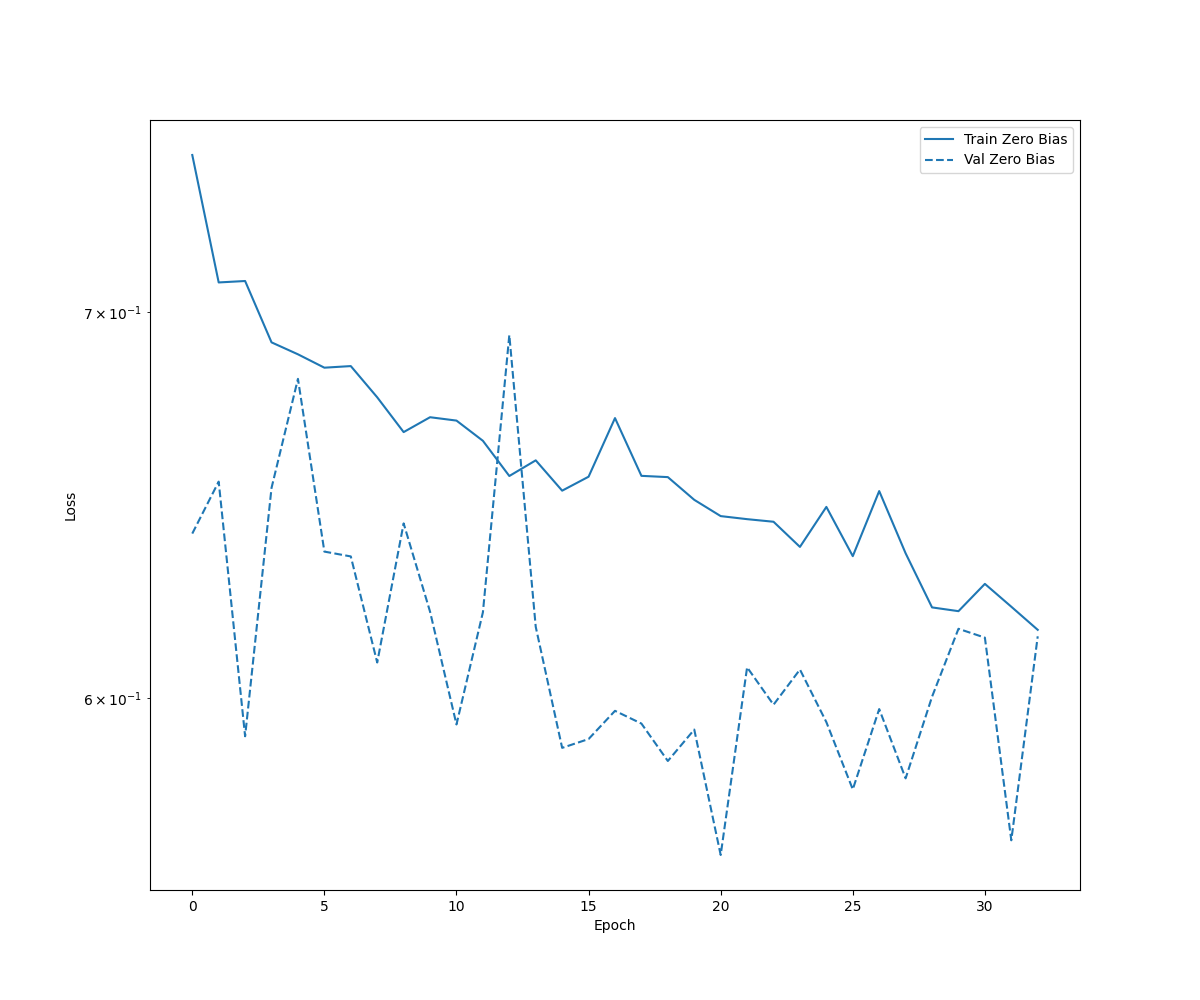 Train Zero Bias
Val Zero Bias
7 × 10⁻¹
6 × 10⁻¹
Loss
0 5 10 15 20 25 30
Epoch